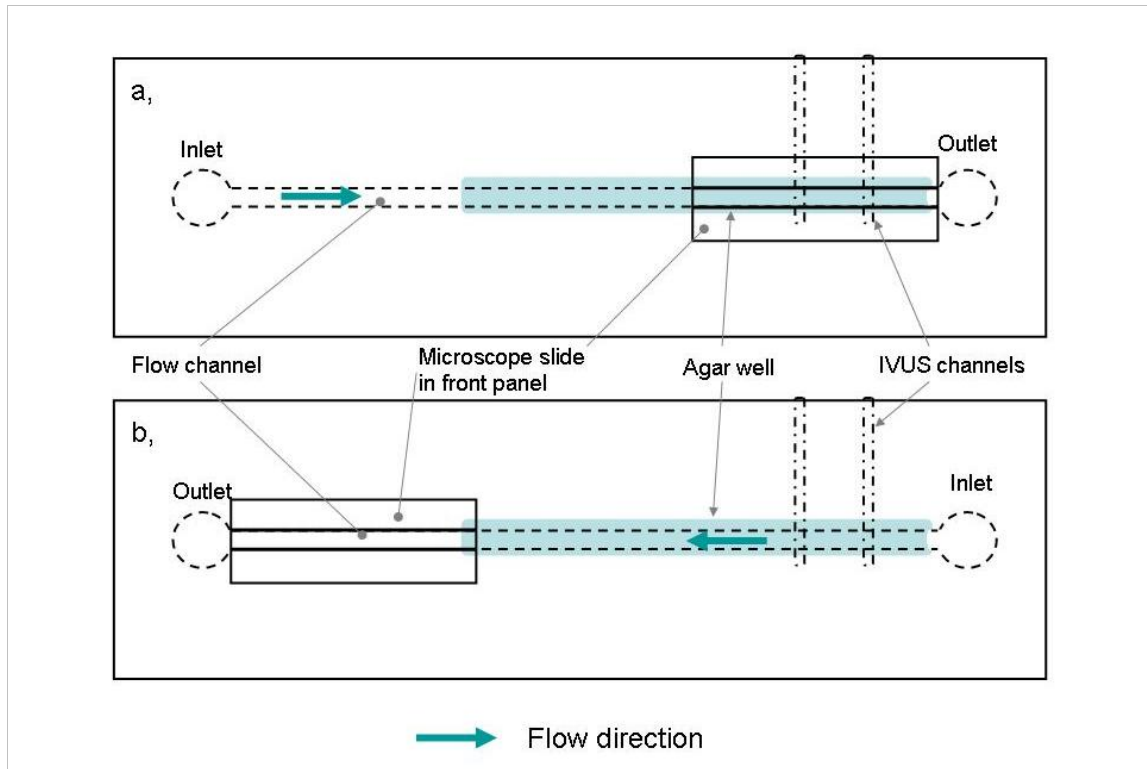 a,
Inlet
Outlet
Flow channel
Microscope slide
in front panel
Agar well
IVUS channels
b,
Outlet
Inlet
Flow direction